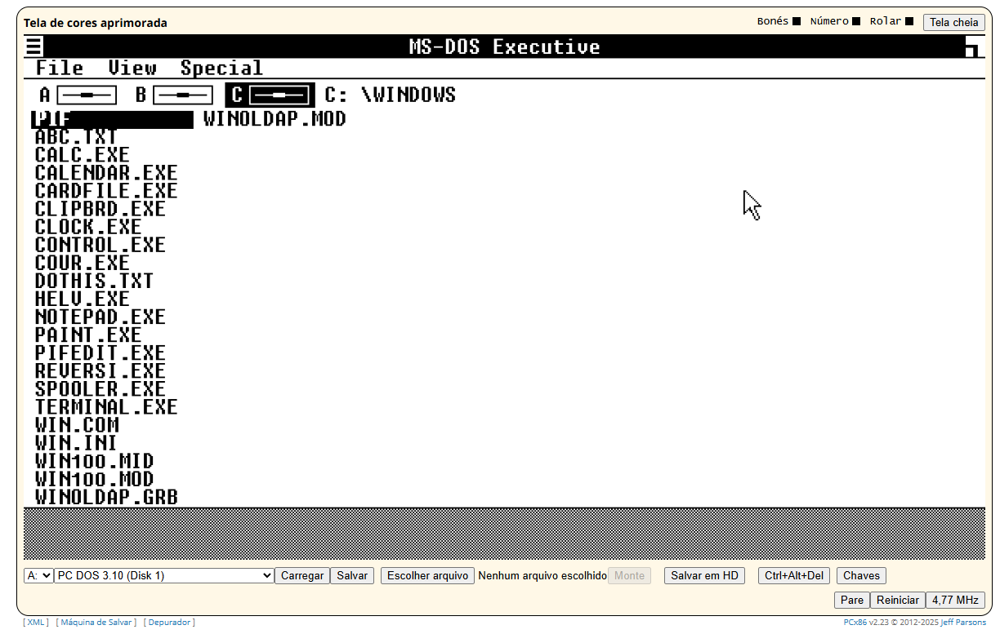 Tela de cores aprimorada Bonés Número Rolar Tela cheia
MS-DOS Executive
File View Special
A B C C: \WINDOWS
PIF WINOLDAP.MOD
ABC.TXT
CALC.EXE
CALENDAR.EXE
CARDFILE.EXE
CLIPBRD.EXE
CLOCK.EXE
CONTROL.EXE
COUR.EXE
DOTHIS.TXT
HELV.EXE
NOTEPAD.EXE
PAINT.EXE
PIFEDIT.EXE
REVERSI.EXE
SPOOLER.EXE
TERMINAL.EXE
WIN.COM
WIN.INI
WIN100.MID
WIN100.MOD
WINOLDAP.GRB
A: PC DOS 3.10 (Disk 1) Carregar Salvar Escolher arquivo Nenhum arquivo escolhido Monte Salvar em HD Ctrl+Alt+Del Chaves
Pare Reiniciar 4,77 MHz
[ XML ] [ Máquina de Salvar ] [ Depurador ] PCx86 v2.23 © 2012-2025 Jeff Parsons